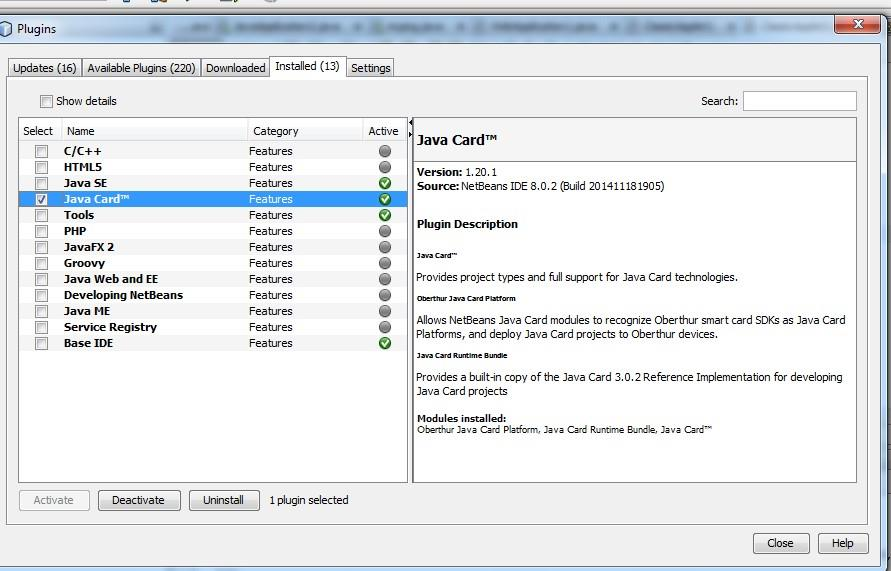 Plugins
Updates (16) Available Plugins (220) Downloaded Installed (13) Settings
Show details Search:
Select Name Category Active
C/C++ Features
HTML5 Features
Java SE Features
Java Card™ Features
Tools Features
PHP Features
JavaFX 2 Features
Groovy Features
Java Web and EE Features
Developing NetBeans Features
Java ME Features
Service Registry Features
Base IDE Features
Java Card™
Version: 1.20.1
Source: NetBeans IDE 8.0.2 (Build 201411181905)
Plugin Description
Java Card™
Provides project types and full support for Java Card technologies.
Oberthur Java Card Platform
Allows NetBeans Java Card modules to recognize Oberthur smart card SDKs as Java Card
Platforms, and deploy Java Card projects to Oberthur devices.
Java Card Runtime Bundle
Provides a built-in copy of the Java Card 3.0.2 Reference Implementation for developing
Java Card projects
Modules installed:
Oberthur Java Card Platform, Java Card Runtime Bundle, Java Card™
Activate Deactivate Uninstall 1 plugin selected
Close Help